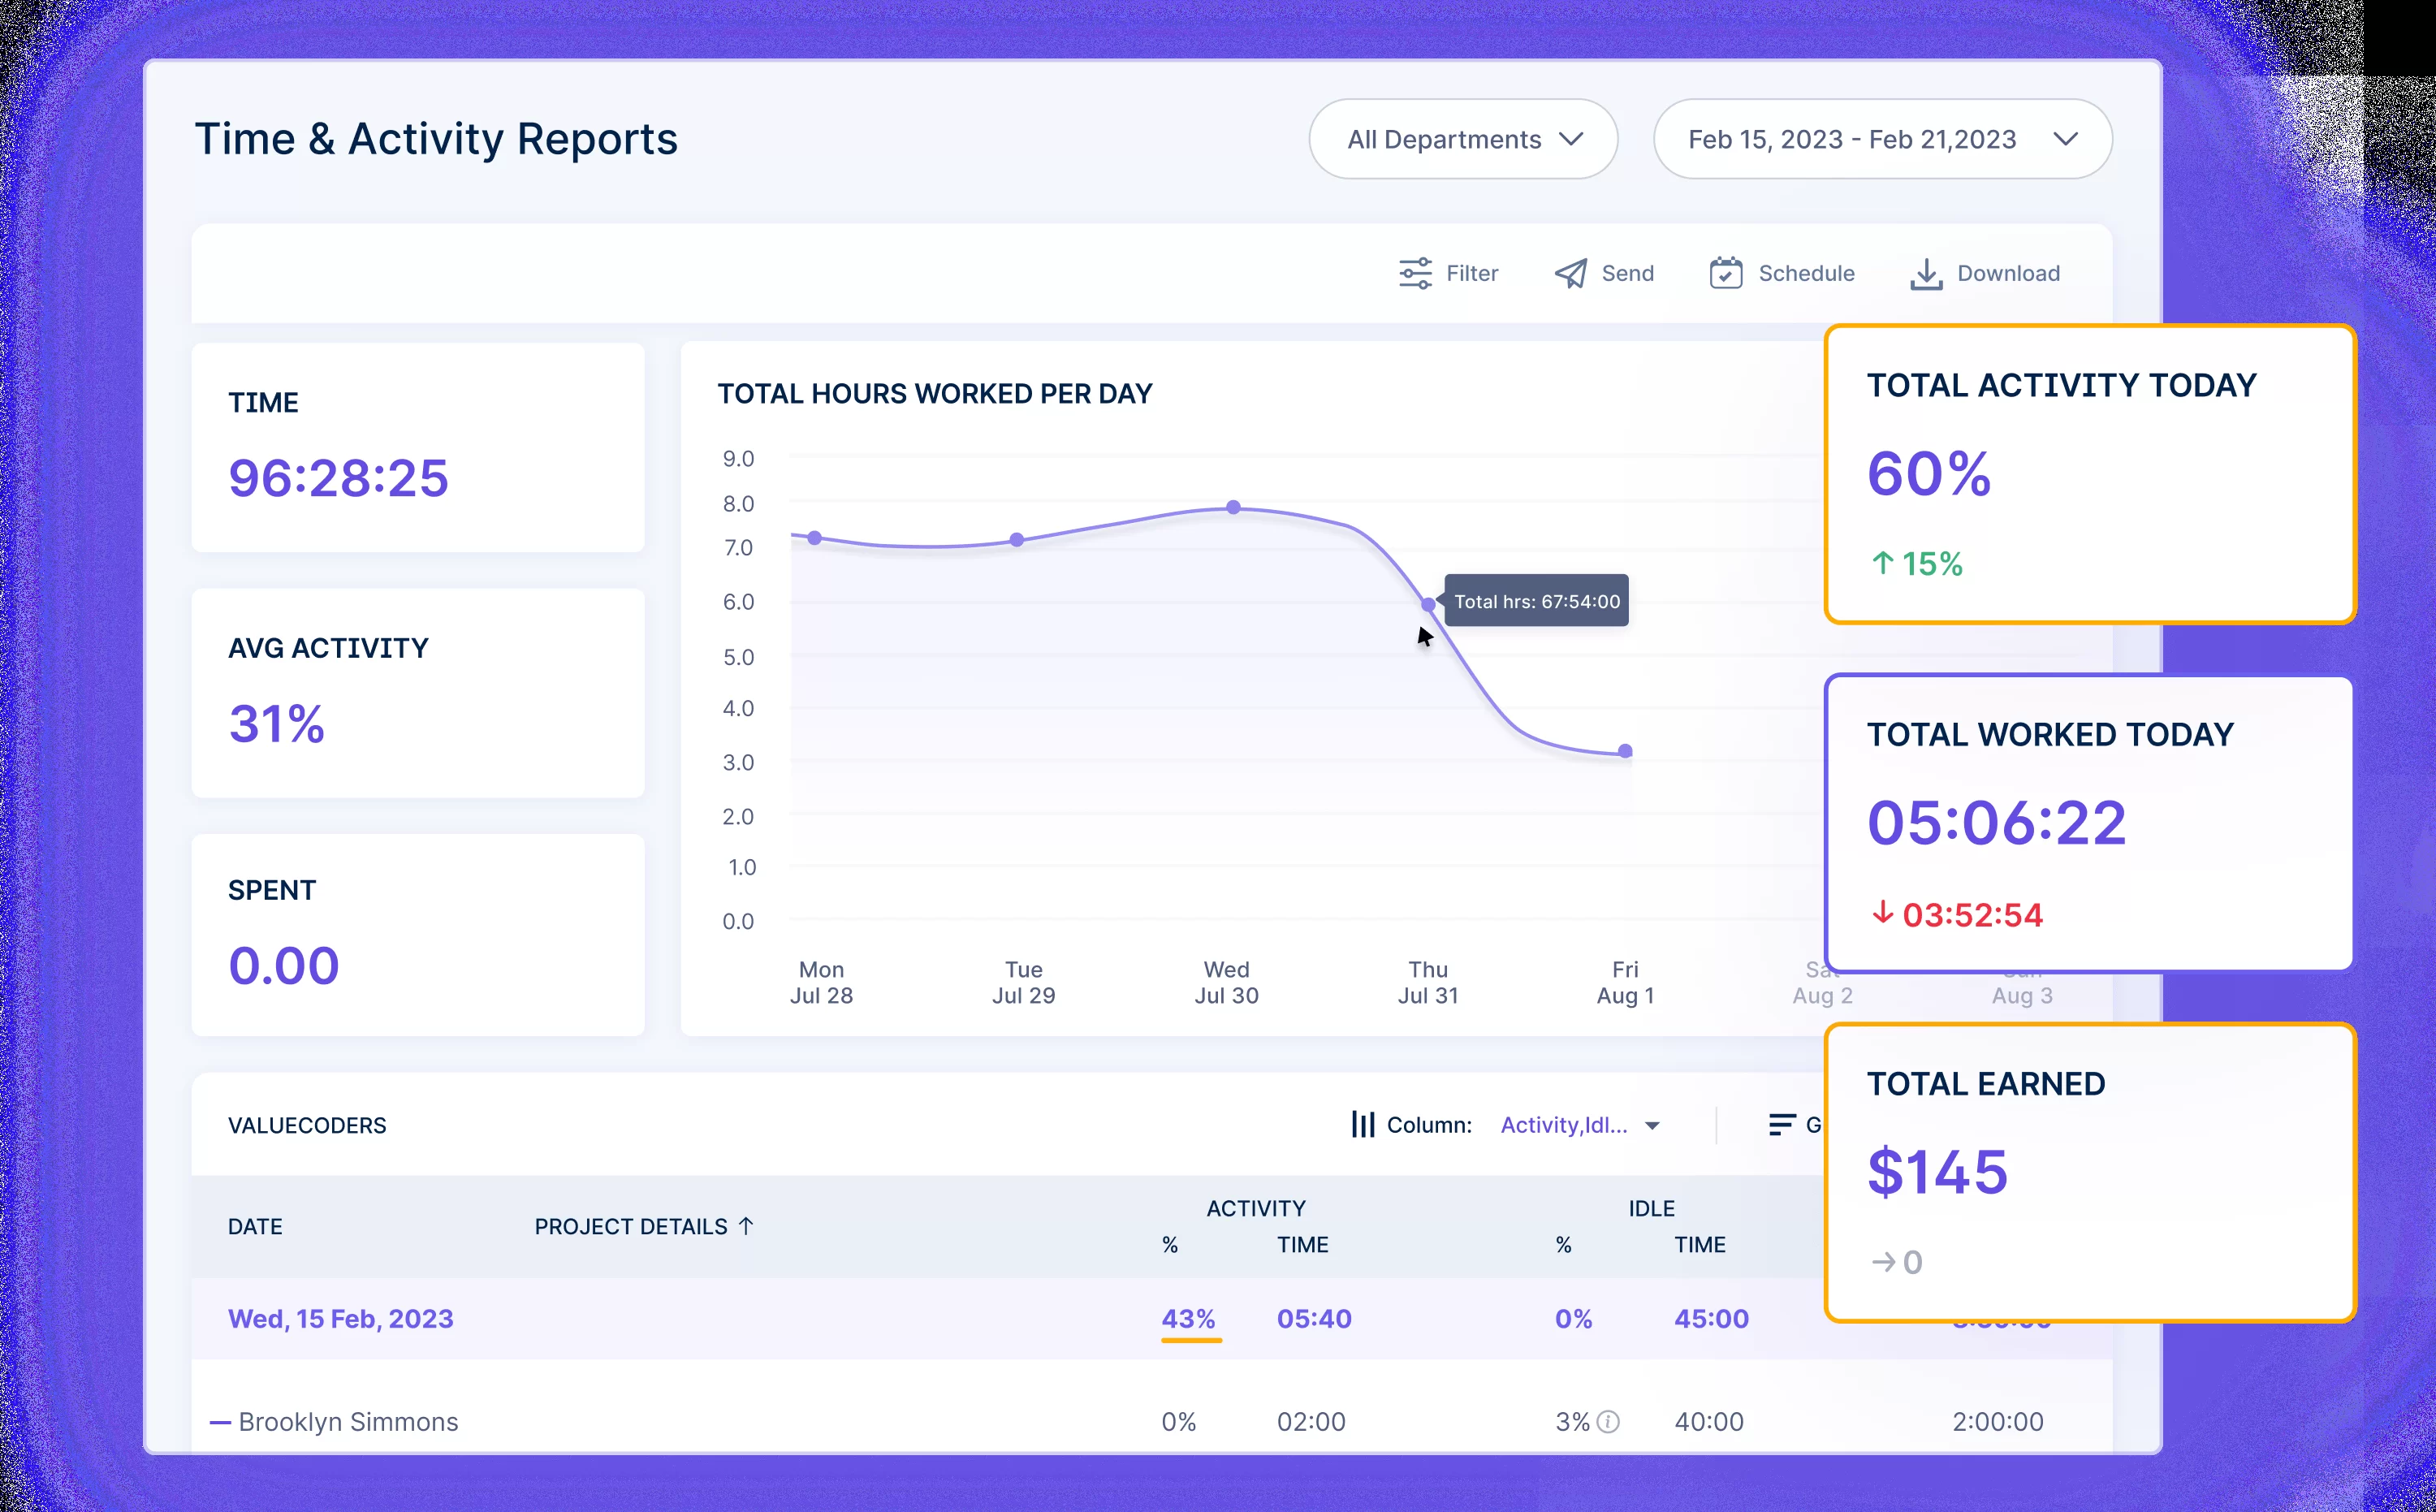 Time & Activity Reports
All Departments
Feb 15, 2023 - Feb 21,2023
Filter
Send
Schedule
Download
TIME
96:28:25
AVG ACTIVITY
31%
SPENT
0.00
TOTAL HOURS WORKED PER DAY
9.0
8.0
7.0
6.0
5.0
4.0
3.0
2.0
1.0
0.0
Total hrs: 67:54:00
Mon
Jul 28
Tue
Jul 29
Wed
Jul 30
Thu
Jul 31
Fri
Aug 1
Sat
Aug 2
Sun
Aug 3
TOTAL ACTIVITY TODAY
60%
↑ 15%
TOTAL WORKED TODAY
05:06:22
↓ 03:52:54
TOTAL EARNED
$145
→ 0
VALUECODERS
Column: Activity,Idl...
G
DATE
PROJECT DETAILS ↑
ACTIVITY
% TIME
IDLE
% TIME
Wed, 15 Feb, 2023 43% 05:40 0% 45:00
Brooklyn Simmons 0% 02:00 3% 40:00 2:00:00